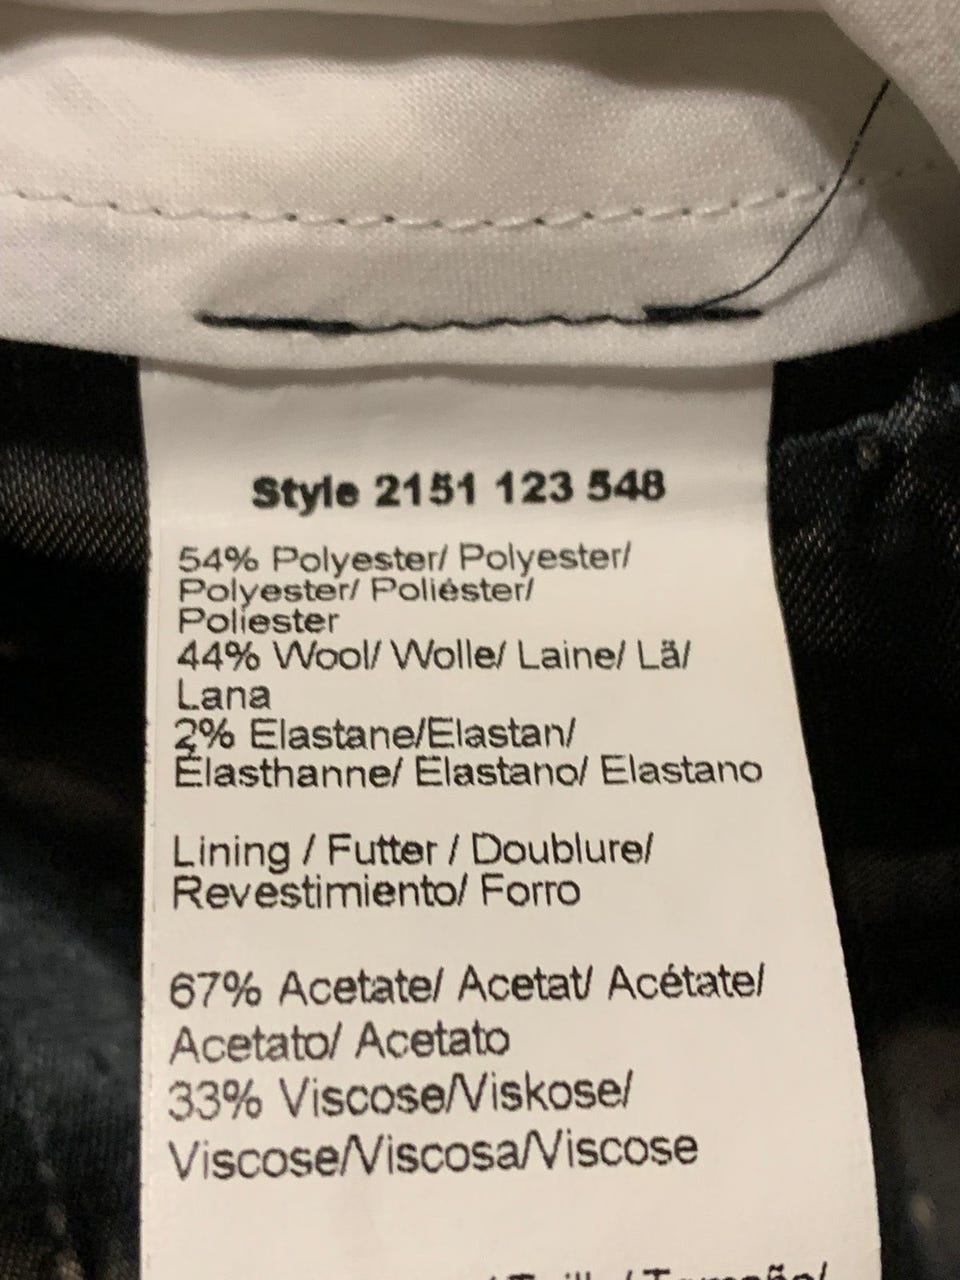 Style 2151 123 548
54% Polyester/ Polyester/
Polyester/ Poliéster/
Poliester
44% Wool/ Wolle/ Laine/ Lã/
Lana
2% Elastane/Elastan/
Élasthanne/ Elastano/ Elastano
Lining / Futter / Doublure/
Revestimiento/ Forro
67% Acetate/ Acetat/ Acétate/
Acetato/ Acetato
33% Viscose/Viskose/
Viscose/Viscosa/Viscose